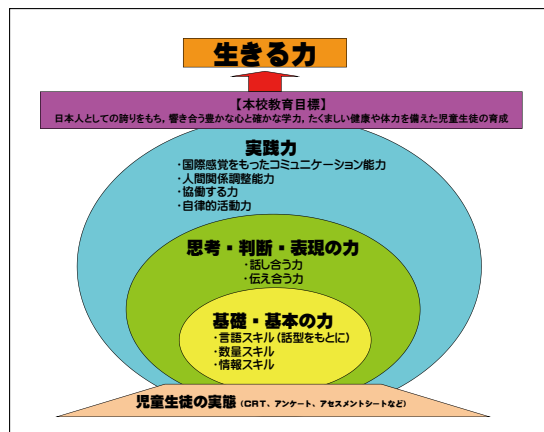 生きる力
【本校教育目標】
日本人としての誇りをもち，響き合う豊かな心と確かな学力，たくましい健康や体力を備えた児童生徒の育成
実践力
・国際感覚をもったコミュニケーション能力
・人間関係調整能力
・協働する力
・自律的活動力
思考・判断・表現の力
・話し合う力
・伝え合う力
基礎・基本の力
・言語スキル（話型をもとに）
・数量スキル
・情報スキル
児童生徒の実態（CRT、アンケート、アセスメントシートなど）